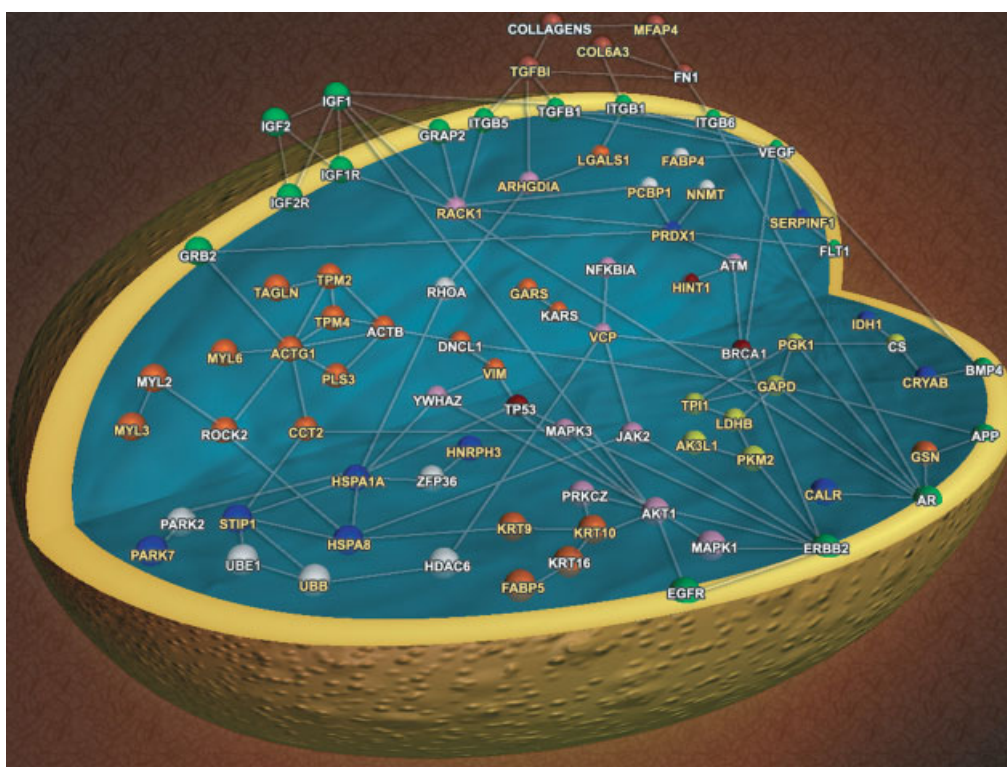 COLLAGENS
MFAP4
COL6A3
TGFBI
FN1
IGF1
IGF2
GRAP2
ITGB5
TGFB1
ITGB1
ITGB6
VEGF
IGF1R
IGF2R
LGALS1
FABP4
ARHGDIA
PCBP1
NNMT
RACK1
SERPINF1
PRDX1
FLT1
GRB2
NFKBIA
ATM
HINT1
TAGLN
TPM2
RHOA
GARS
TPM4
ACTB
KARS
IDH1
DNCL1
VCP
PGK1
CS
MYL6
ACTG1
BRCA1
BMP4
MYL2
PLS3
VIM
GAPD
CRYAB
YWHAZ
TP53
TPI1
MYL3
ROCK2
CCT2
MAPK3
JAK2
LDHB
APP
AK3L1
PKM2
GSN
HNRPH3
HSPA1A
ZFP36
PRKCZ
CALR
AR
PARK2
STIP1
AKT1
KRT9
KRT10
PARK7
HSPA8
MAPK1
ERBB2
UBE1
HDAC6
KRT16
UBB
FABP5
EGFR